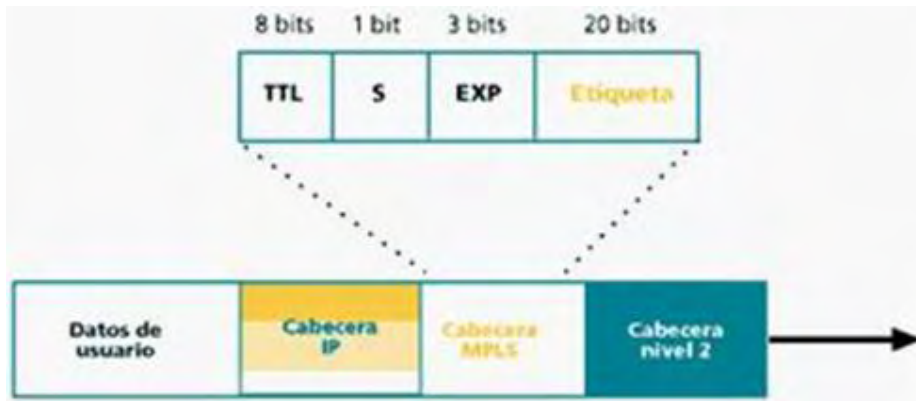 8 bits 1 bit 3 bits 20 bits
TTL S EXP Etiqueta
Datos de
usuario
Cabecera
IP
Cabecera
MPLS
Cabecera
nivel 2